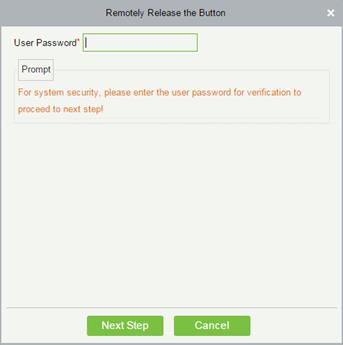 Remotely Release the Button ×
User Password*
Prompt
For system security, please enter the user password for verification to
proceed to next step!
Next Step Cancel